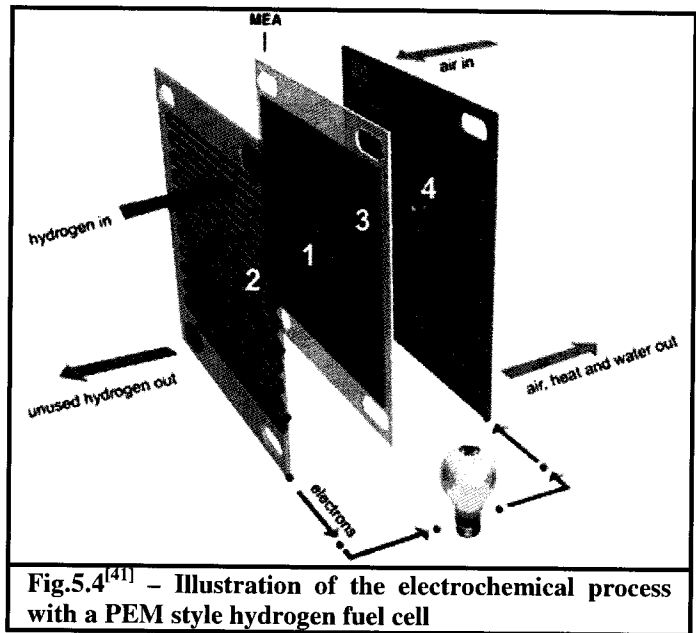 MEA
air in
4
3
hydrogen in
1
2
unused hydrogen out
air, heat and water out
electrons
Fig.5.4[41] – Illustration of the electrochemical process
with a PEM style hydrogen fuel cell